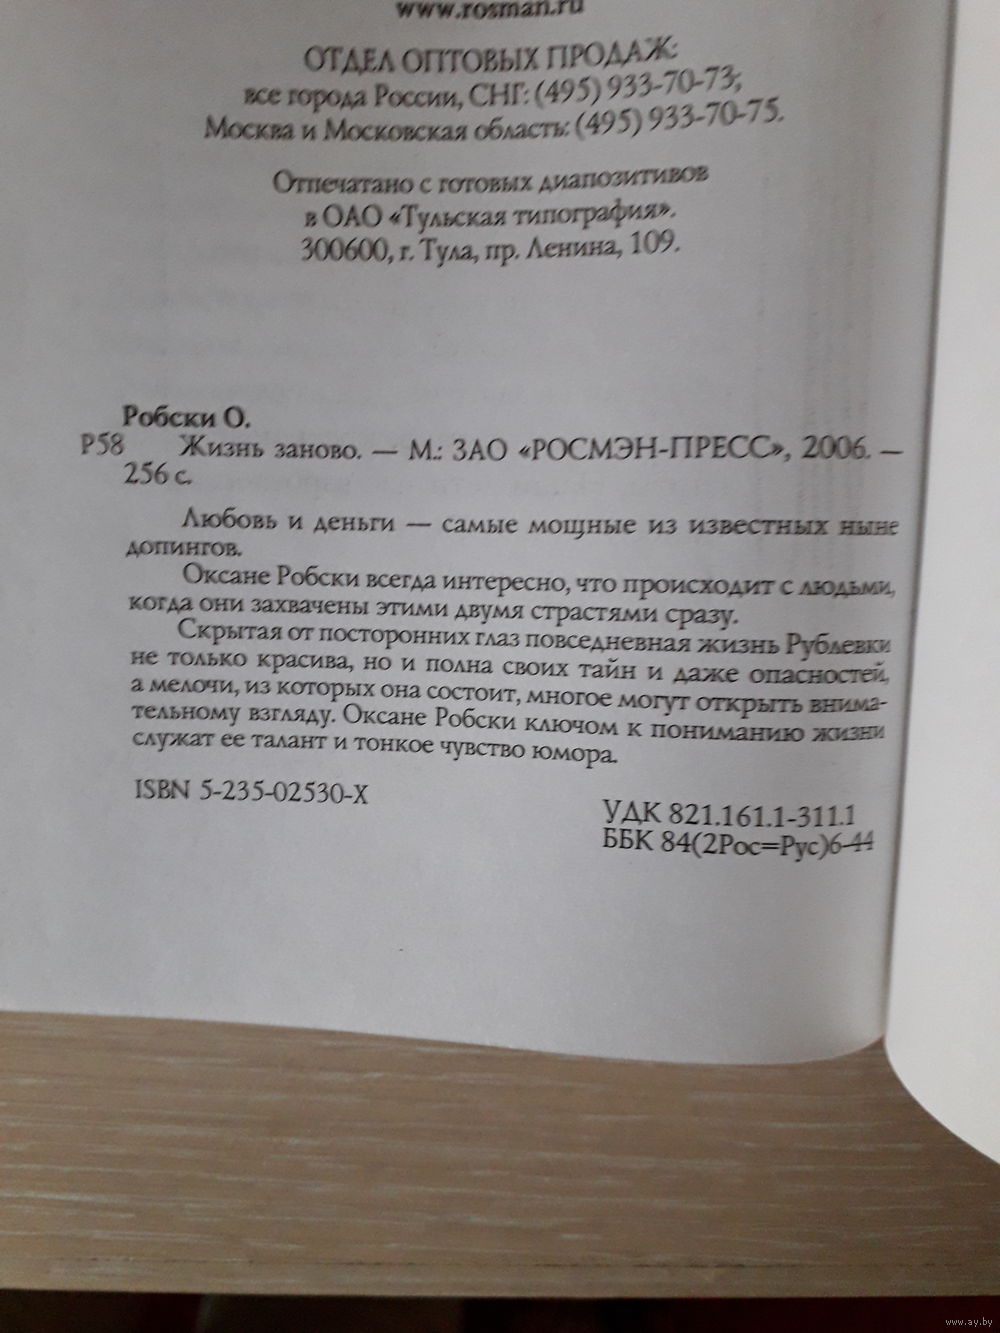 www.rosman.ru
ОТДЕЛ ОПТОВЫХ ПРОДАЖ:
все города России, СНГ: (495) 933-70-73;
Москва и Московская область: (495) 933-70-75.
Отпечатано с готовых диапозитивов
в ОАО «Тульская типография».
300600, г. Тула, пр. Ленина, 109.
Робски О.
Р58 Жизнь заново. — М.: ЗАО «РОСМЭН-ПРЕСС», 2006. —
256 с.
Любовь и деньги — самые мощные из известных ныне
допингов.
Оксане Робски всегда интересно, что происходит с людьми,
когда они захвачены этими двумя страстями сразу.
Скрытая от посторонних глаз повседневная жизнь Рублевки
не только красива, но и полна своих тайн и даже опасностей,
а мелочи, из которых она состоит, многое могут открыть внима-
тельному взгляду. Оксане Робски ключом к пониманию жизни
служат ее талант и тонкое чувство юмора.
ISBN 5-235-02530-X
УДК 821.161.1-311.1
ББК 84(2Рос=Рус)6-44
www.ay.by